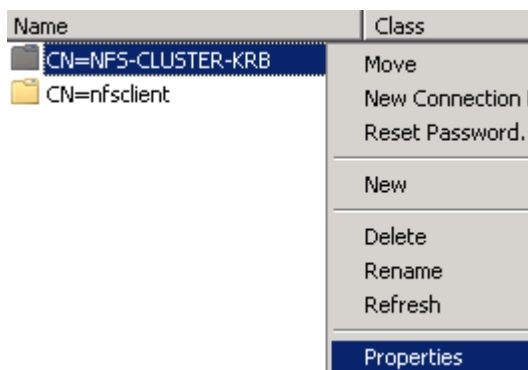 Name Class
CN=NFS-CLUSTER-KRB
CN=nfsclient
Move
New Connection
Reset Password.
New
Delete
Rename
Refresh
Properties